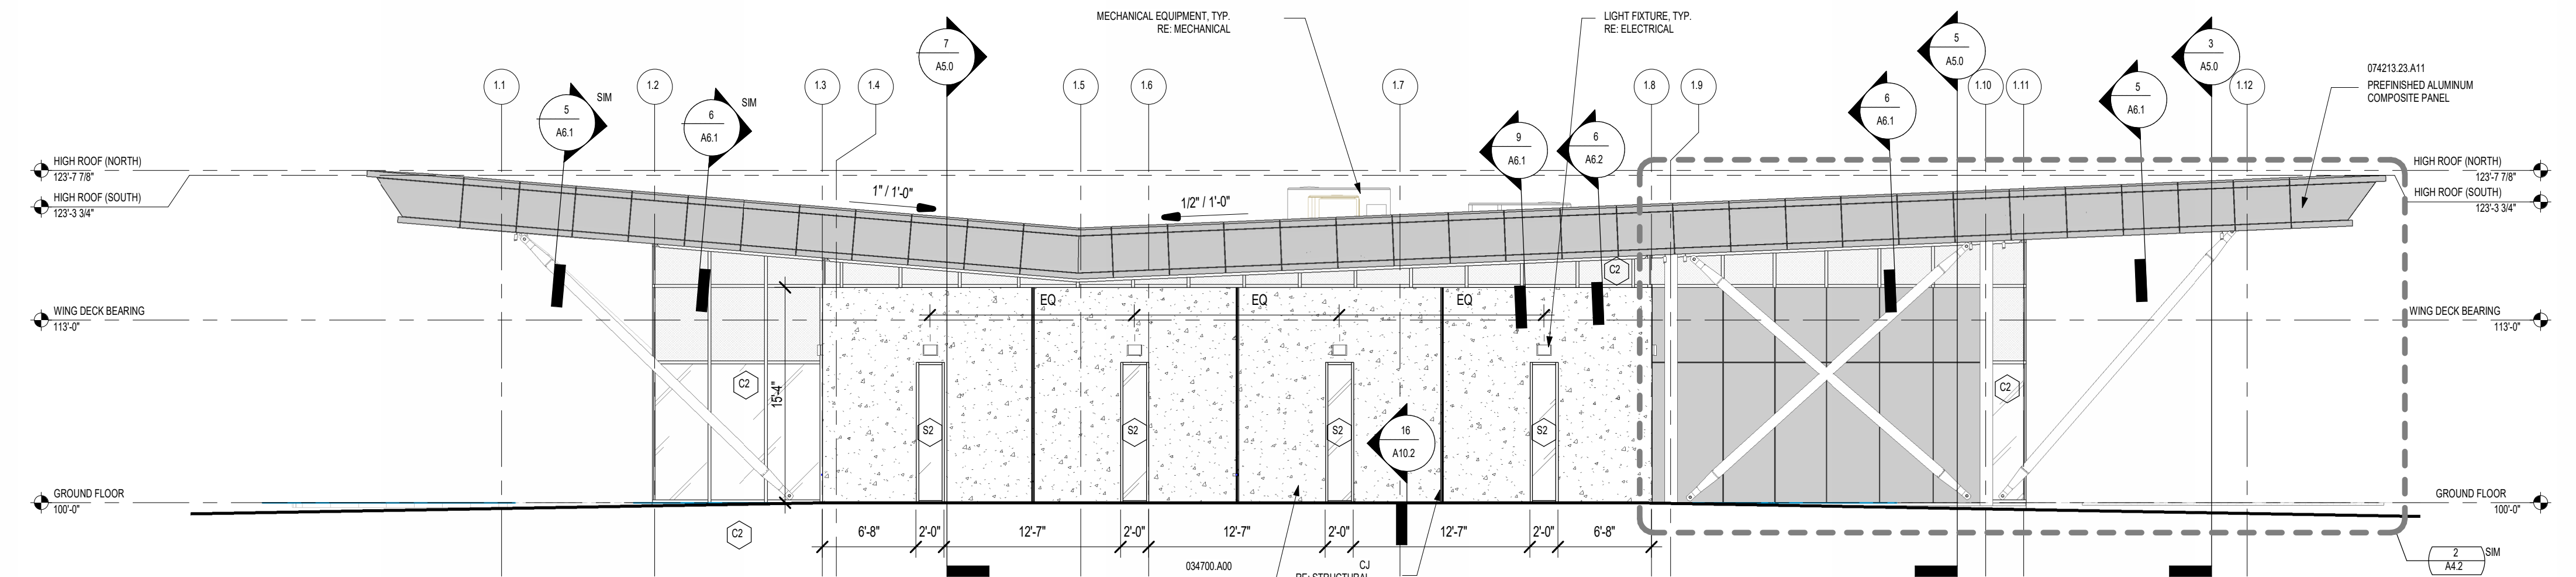 MECHANICAL EQUIPMENT, TYP.
RE: MECHANICAL
LIGHT FIXTURE, TYP.
RE: ELECTRICAL
7
A5.0
5
A5.0
3
A5.0
074213.23.A11
PREFINISHED ALUMINUM
COMPOSITE PANEL
1.1
1.2
1.3
1.4
1.5
1.6
1.7
1.8
1.9
1.10
1.11
1.12
5
A6.1
SIM
6
A6.1
SIM
9
A6.1
6
A6.2
6
A6.1
5
A6.1
HIGH ROOF (NORTH)
123'-7 7/8"
HIGH ROOF (SOUTH)
123'-3 3/4"
1" / 1'-0"
1/2" / 1'-0"
HIGH ROOF (NORTH)
123'-7 7/8"
HIGH ROOF (SOUTH)
123'-3 3/4"
C2
EQ
EQ
EQ
WING DECK BEARING
113'-0"
WING DECK BEARING
113'-0"
C2
15'-4"
C2
S2
S2
S2
S2
16
A10.2
GROUND FLOOR
100'-0"
GROUND FLOOR
100'-0"
C2
6'-8"
2'-0"
12'-7"
2'-0"
12'-7"
2'-0"
12'-7"
2'-0"
6'-8"
034700.A00
CJ
RE: STRUCTURAL
2
A4.2
SIM